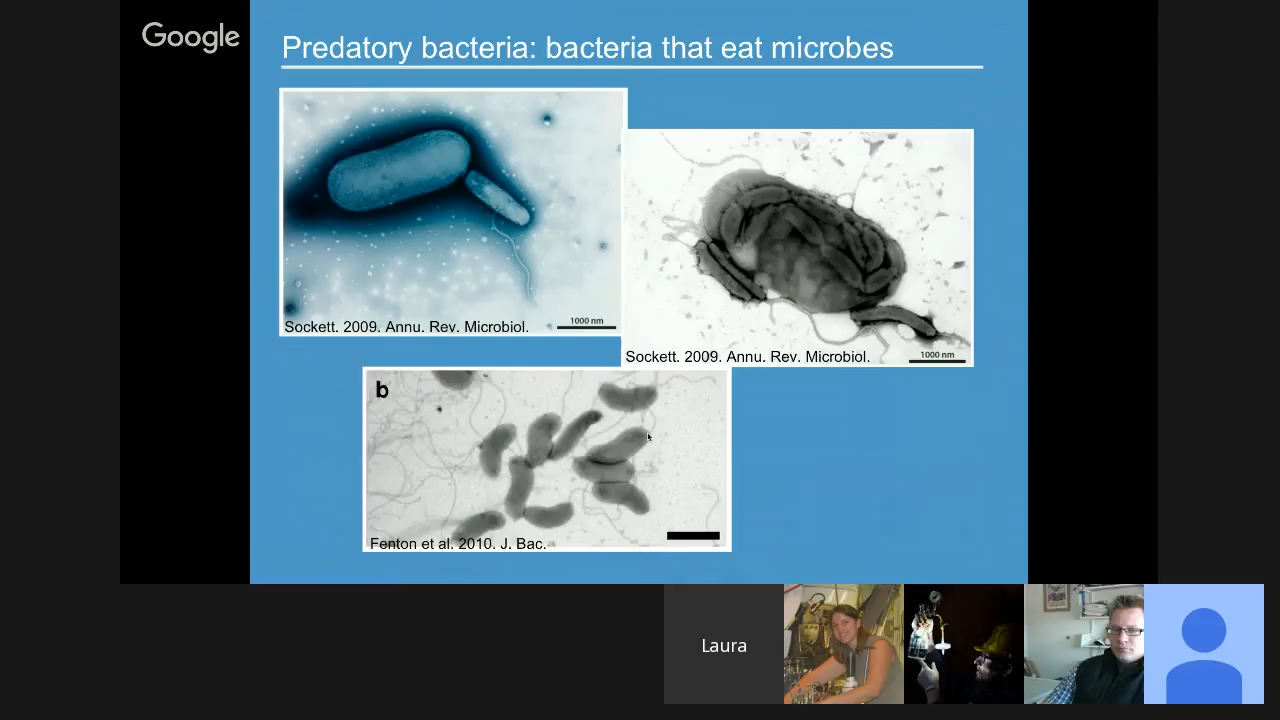 Google
Predatory bacteria: bacteria that eat microbes
1000 nm
Sockett. 2009. Annu. Rev. Microbiol.
1000 nm
Sockett. 2009. Annu. Rev. Microbiol.
b
Fenton et al. 2010. J. Bac.
Laura